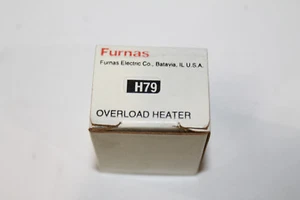 Furnas
Furnas Electric Co., Batavia, IL U.S.A.
H79
OVERLOAD HEATER